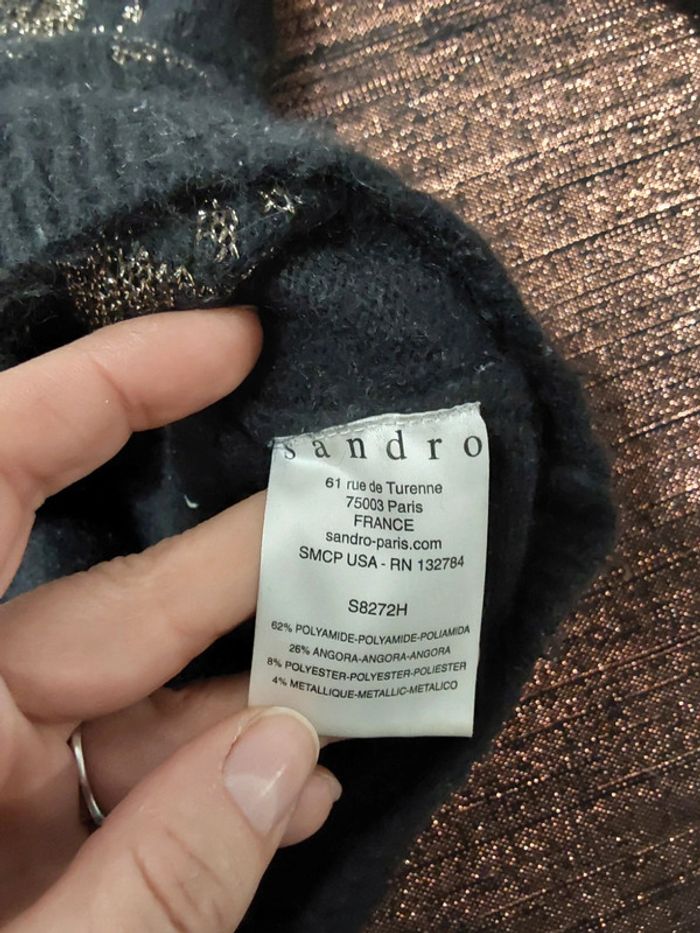 sandro
61 rue de Turenne
75003 Paris
FRANCE
sandro-paris.com
SMCP USA - RN 132784
S8272H
62% POLYAMIDE-POLYAMIDE-POLIAMIDA
26% ANGORA-ANGORA-ANGORA
8% POLYESTER-POLYESTER-POLIESTER
4% METALLIQUE-METALLIC-METALICO